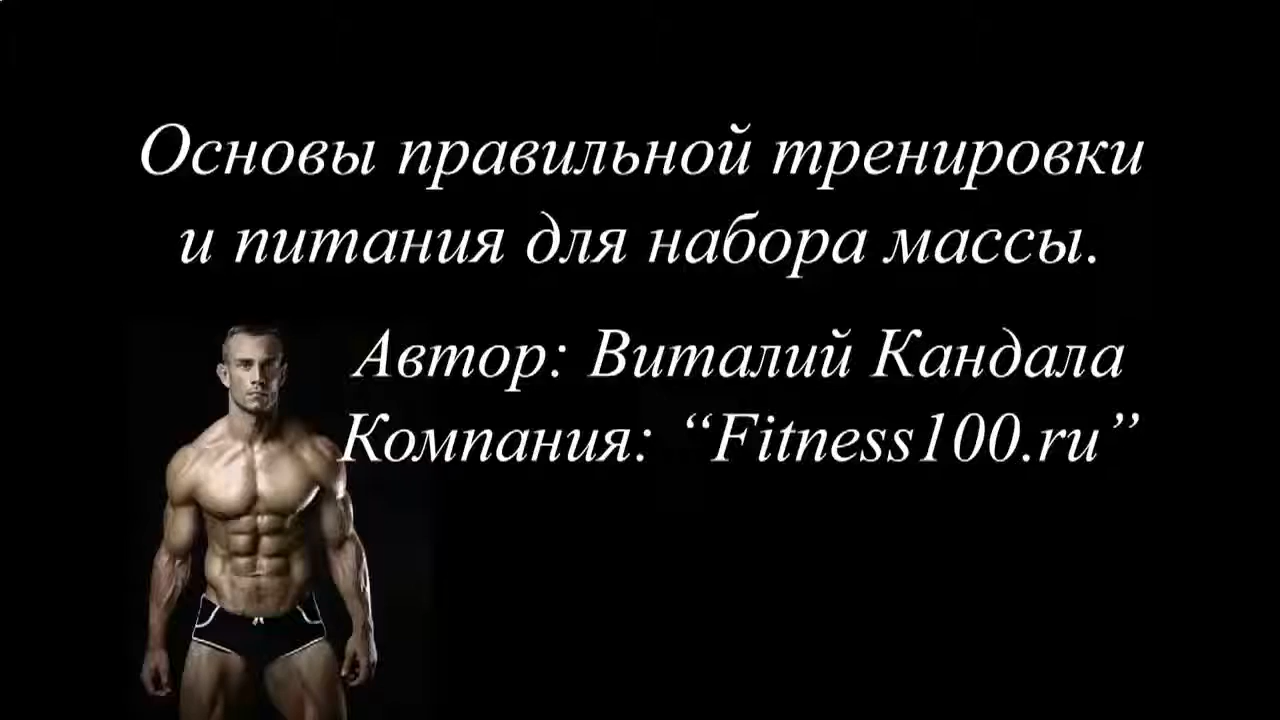 Основы правильной тренировки
и питания для набора массы.
Автор: Виталий Кандала
Компания: “Fitness100.ru”